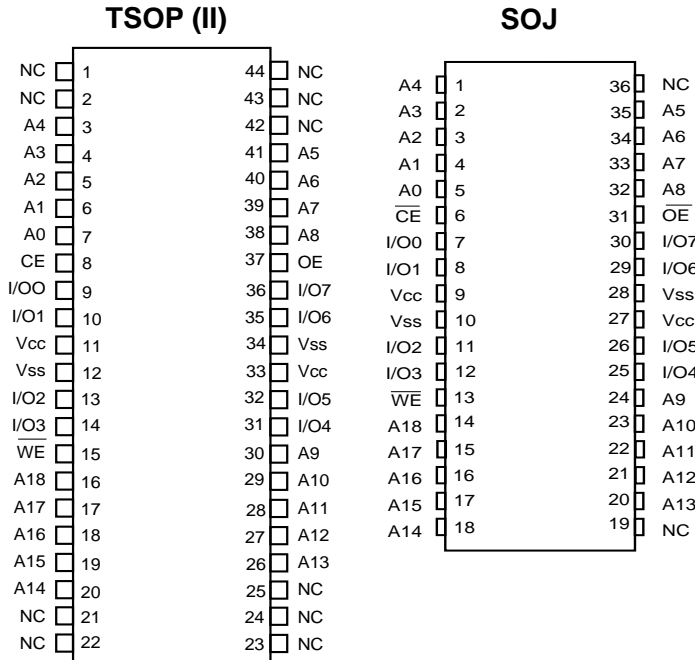 TSOP (II)
NC 1 44 NC
NC 2 43 NC
A4 3 42 NC
A3 4 41 A5
A2 5 40 A6
A1 6 39 A7
A0 7 38 A8
CE 8 37 OE
I/OO 9 36 I/O7
I/O1 10 35 I/O6
Vcc 11 34 Vss
Vss 12 33 Vcc
I/O2 13 32 I/O5
I/O3 14 31 I/O4
WE 15 30 A9
A18 16 29 A10
A17 17 28 A11
A16 18 27 A12
A15 19 26 A13
A14 20 25 NC
NC 21 24 NC
NC 22 23 NC
SOJ
A4 1 36 NC
A3 2 35 A5
A2 3 34 A6
A1 4 33 A7
A0 5 32 A8
CE 6 31 OE
I/O0 7 30 I/O7
I/O1 8 29 I/O6
Vcc 9 28 Vss
Vss 10 27 Vcc
I/O2 11 26 I/O5
I/O3 12 25 I/O4
WE 13 24 A9
A18 14 23 A10
A17 15 22 A11
A16 16 21 A12
A15 17 20 A13
A14 18 19 NC